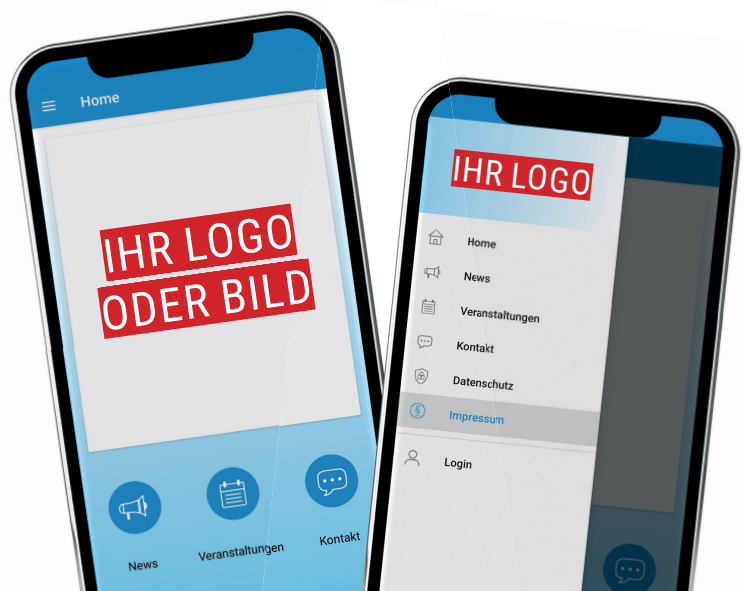 Home
IHR LOGO
ODER BILD
News
Veranstaltungen
Kontakt
IHR LOGO
Home
News
Veranstaltungen
Kontakt
Datenschutz
§ Impressum
Login